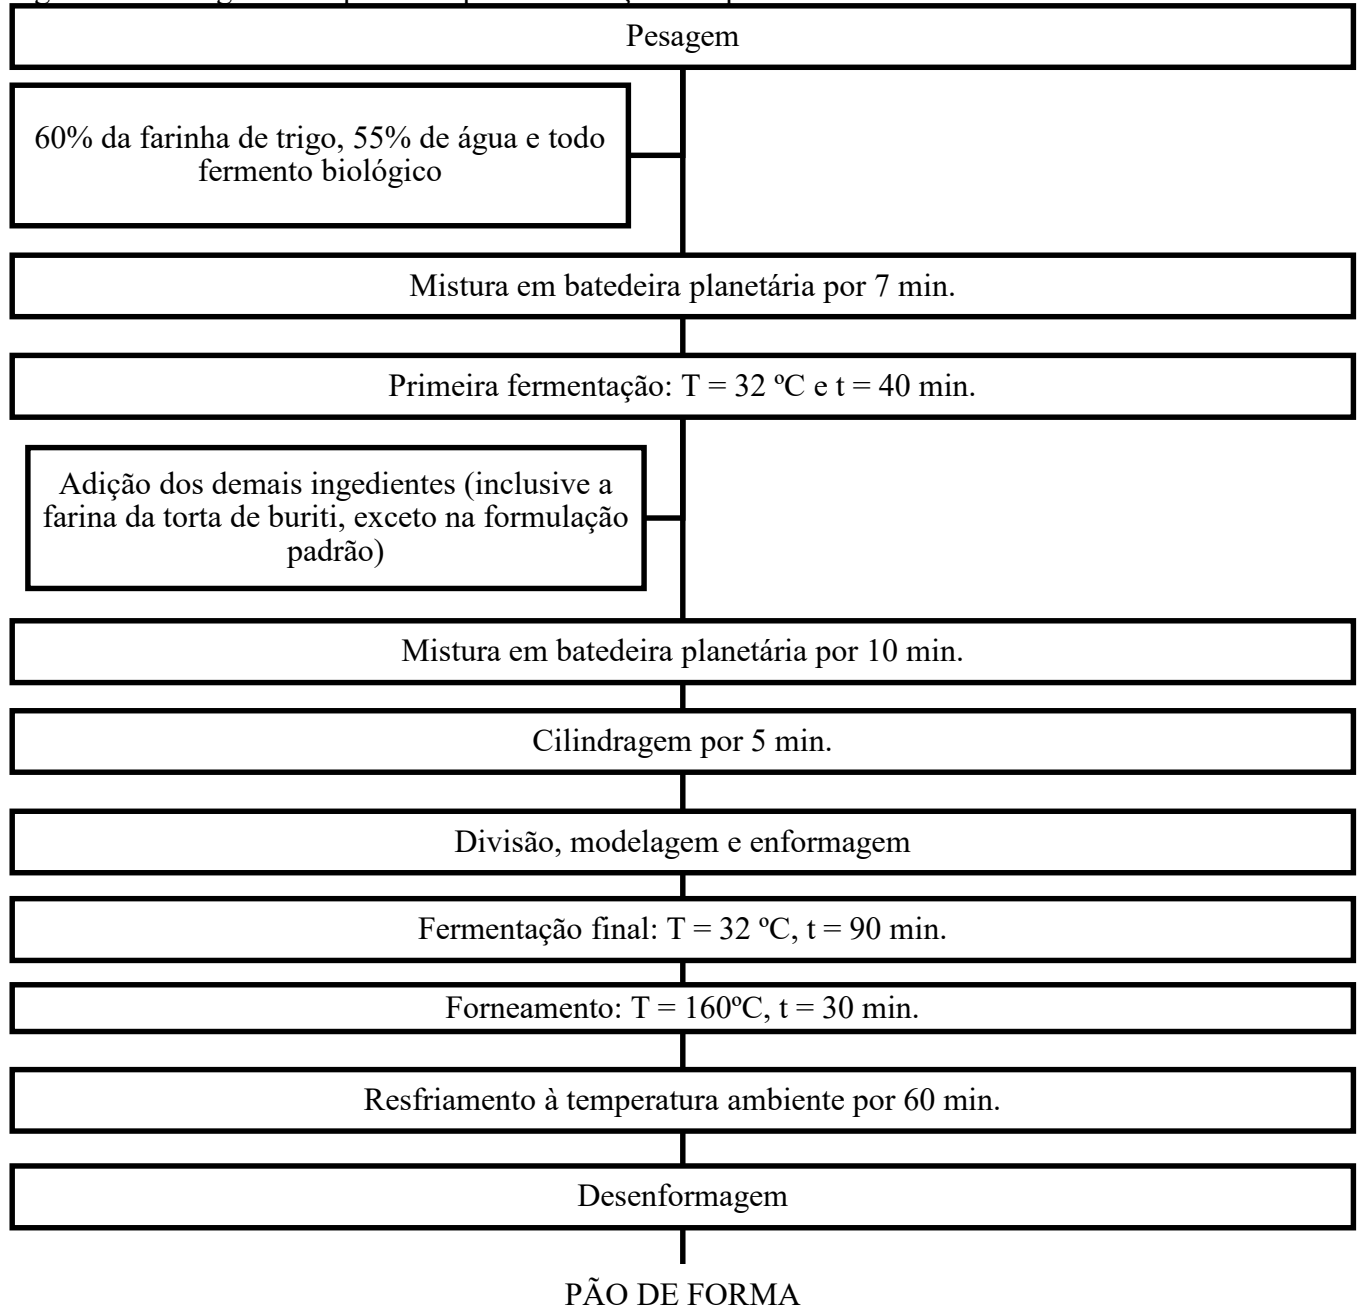 Pesagem
60% da farinha de trigo, 55% de água e todo
fermento biológico
Mistura em batedeira planetária por 7 min.
Primeira fermentação: T = 32 ºC e t = 40 min.
Adição dos demais ingredientes (inclusive a
farina da torta de buriti, exceto na formulação
padrão)
Mistura em batedeira planetária por 10 min.
Cilindragem por 5 min.
Divisão, modelagem e enformagem
Fermentação final: T = 32 ºC, t = 90 min.
Forneamento: T = 160ºC, t = 30 min.
Resfriamento à temperatura ambiente por 60 min.
Desenformagem
PÃO DE FORMA